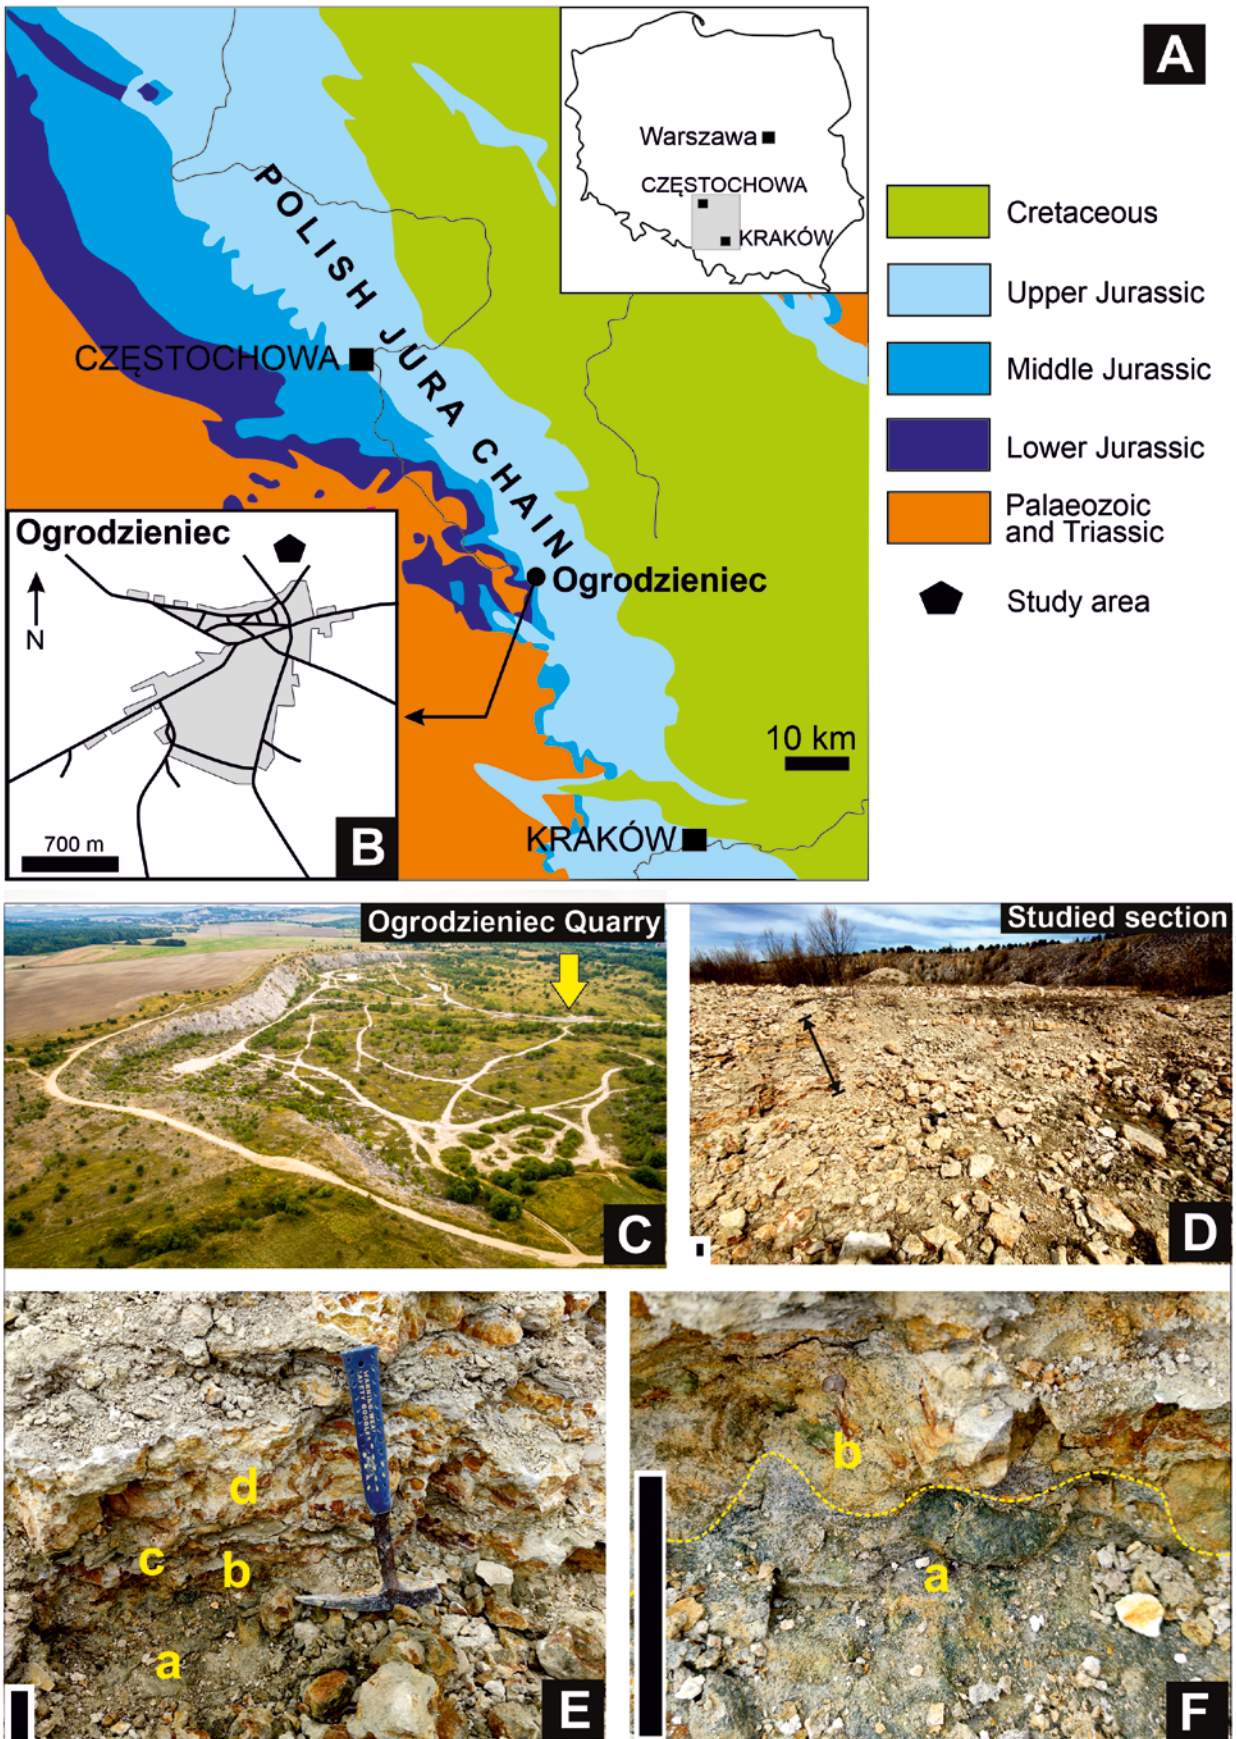 A
Warszawa
CZĘSTOCHOWA
KRAKÓW
POLISH JURA CHAIN
CZĘSTOCHOWA
Ogrodzieniec
10 km
KRAKÓW
Cretaceous
Upper Jurassic
Middle Jurassic
Lower Jurassic
Palaeozoic
and Triassic
Study area
Ogrodzieniec
N
700 m
B
Ogrodzieniec Quarry
C
Studied section
D
d
c
b
a
E
b
a
F